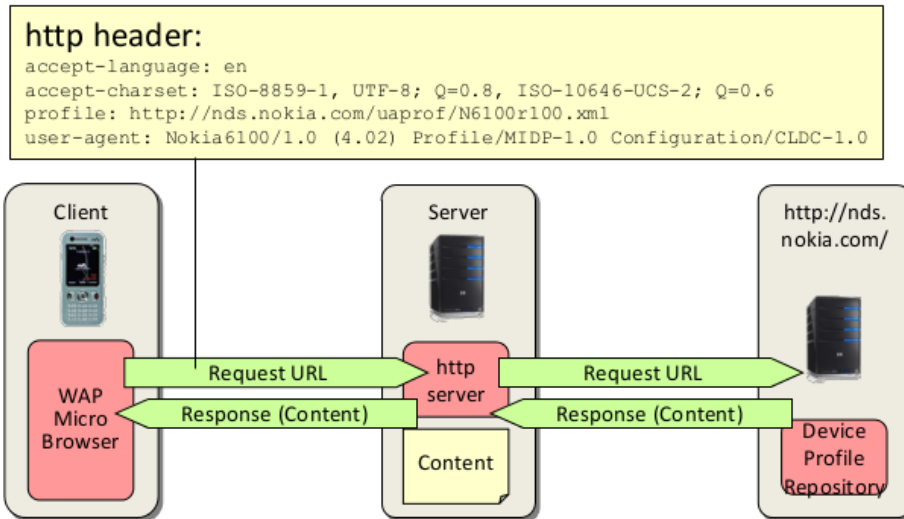 http header:
accept-language: en
accept-charset: ISO-8859-1, UTF-8; Q=0.8, ISO-10646-UCS-2; Q=0.6
profile: http://nds.nokia.com/uaprof/N6100r100.xml
user-agent: Nokia6100/1.0 (4.02) Profile/MIDP-1.0 Configuration/CLDC-1.0
Client
Server
http://nds.
nokia.com/
WAP
Micro
Browser
Request URL
Response (Content)
http
server
Content
Request URL
Response (Content)
Device
Profile
Repository